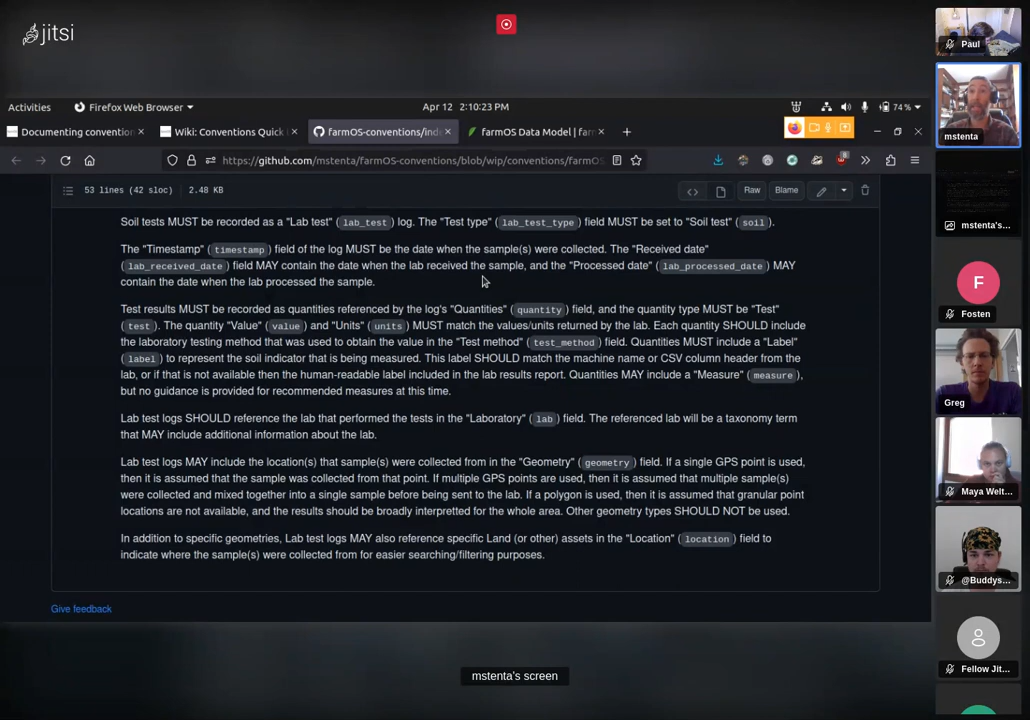 jitsi
Paul
Activities
Firefox Web Browser
Apr 12 2:10:23 PM
74 %
mstenta
Documenting convention
Wiki: Conventions Quick
farmOS-conventions/inde
farmOS Data Model | farm
https://github.com/mstenta/farmOS-conventions/blob/wip/conventions/farmOS
9
53 lines (42 sloc)
2.48 KB
Raw
Blame
mstenta's...
Soil tests MUST be recorded as a "Lab test" ( lab_test ) log. The "Test type" ( lab_test_type ) field MUST be set to "Soil test" ( soil ).
The "Timestamp" ( timestamp ) field of the log MUST be the date when the sample(s) were collected. The "Received date"
( lab_received_date ) field MAY contain the date when the lab received the sample, and the "Processed date" ( lab_processed_date ) MAY
contain the date when the lab processed the sample.
Test results MUST be recorded as quantities referenced by the log's "Quantities" ( quantity ) field, and the quantity type MUST be "Test"
( test ). The quantity "Value" ( value ) and "Units" ( units ) MUST match the values/units returned by the lab. Each quantity SHOULD include
the laboratory testing method that was used to obtain the value in the "Test method" ( test_method ) field. Quantities MUST include a "Label"
( label ) to represent the soil indicator that is being measured. This label SHOULD match the machine name or CSV column header from the
lab, or if that is not available then the human-readable label included in the lab results report. Quantities MAY include a "Measure" ( measure ),
but no guidance is provided for recommended measures at this time.
Lab test logs SHOULD reference the lab that performed the tests in the "Laboratory" ( lab ) field. The referenced lab will be a taxonomy term
that MAY include additional information about the lab.
Lab test logs MAY include the location(s) that sample(s) were collected from in the "Geometry" ( geometry ) field. If a single GPS point is used,
then it is assumed that the sample was collected from that point. If multiple GPS points are used, then it is assumed that multiple sample(s)
were collected and mixed together into a single sample before being sent to the lab. If a polygon is used, then it is assumed that granular point
locations are not available, and the results should be broadly interpretted for the whole area. Other geometry types SHOULD NOT be used.
In addition to specific geometries, Lab test logs MAY also reference specific Land (or other) assets in the "Location" ( location ) field to
indicate where the sample(s) were collected from for easier searching/filtering purposes.
Give feedback
F
Fosten
Greg
Maya Welt...
@Buddys...
Fellow Jit...
mstenta's screen